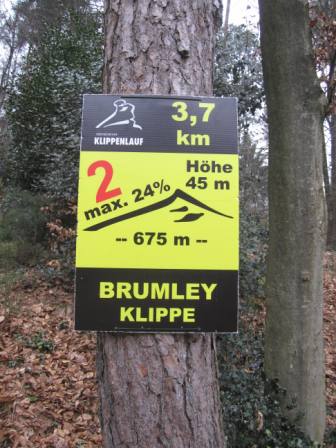 3,7
km
KLIPPENLAUF
2
Höhe
45 m
max. 24%
-- 675 m --
BRUMLEY
KLIPPE